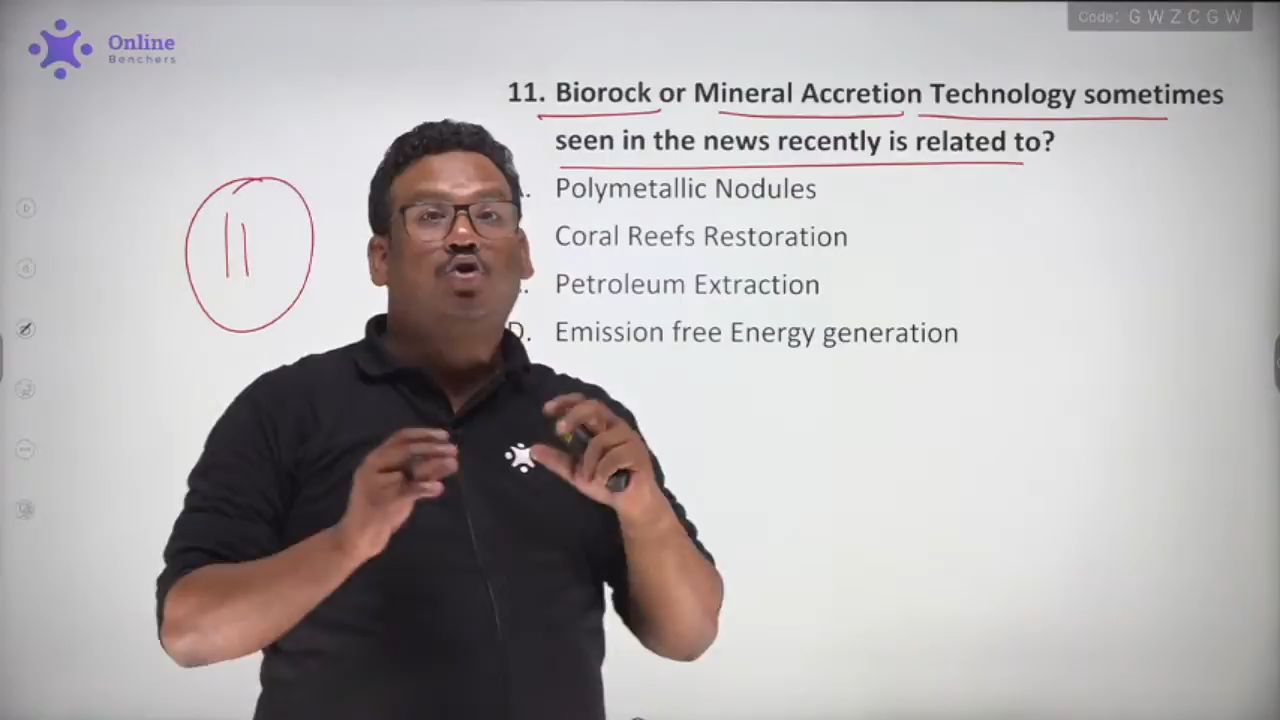 Online
Benchers
Code: G W Z C G W
11. Biorock or Mineral Accretion Technology sometimes
seen in the news recently is related to?
Polymetallic Nodules
Coral Reefs Restoration
Petroleum Extraction
D. Emission free Energy generation
11